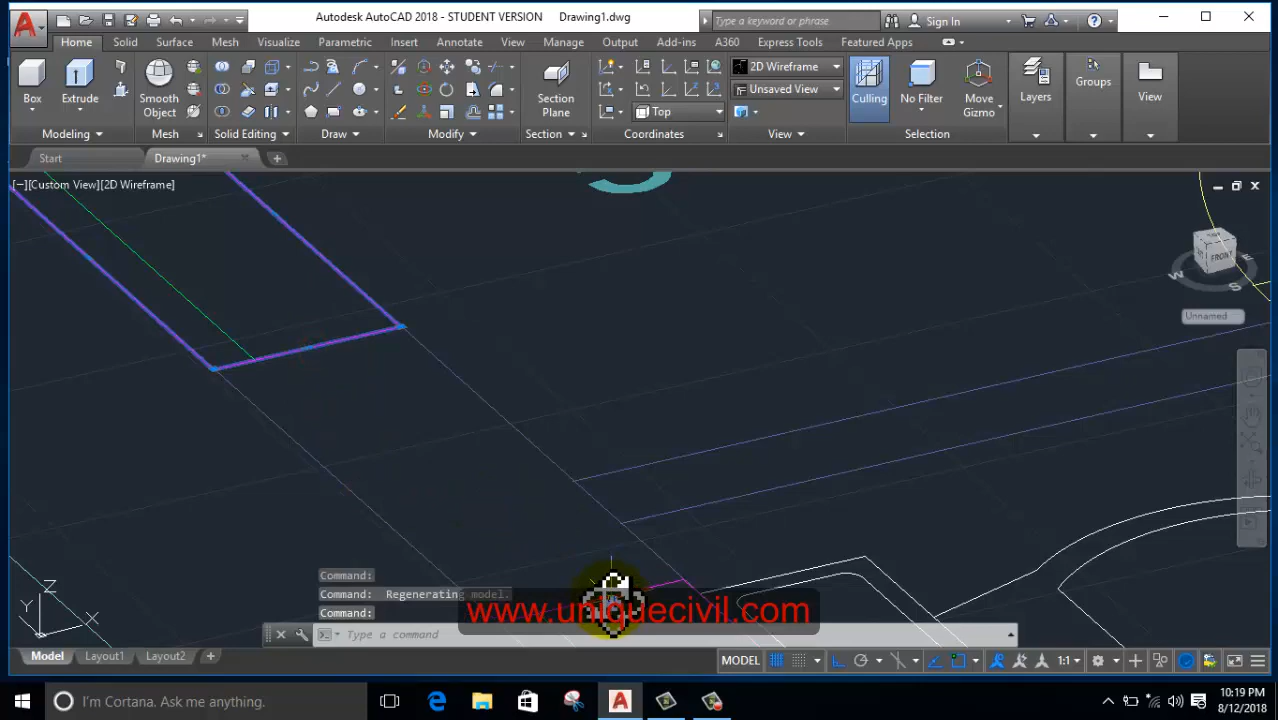 Autodesk AutoCAD 2018 - STUDENT VERSION Drawing1.dwg
Type a keyword or phrase
Sign In
Home Solid Surface Mesh Visualize Parametric Insert Annotate View Manage Output Add-ins A360 Express Tools Featured Apps
2D Wireframe
Unsaved View
Top
Box Extrude Smooth Object Section Plane Culling No Filter Move Gizmo Layers Groups View
Modeling Mesh Solid Editing Draw Modify Section Coordinates View Selection
Start Drawing1*
[−][Custom View][2D Wireframe]
FRONT
W E S
Unnamed
Z
Y X
Command:
Command: Regenerating model.
Command:
www.uniquecivil.com
Type a command
Model Layout1 Layout2
MODEL 1:1
I'm Cortana. Ask me anything.
10:19 PM
8/12/2018